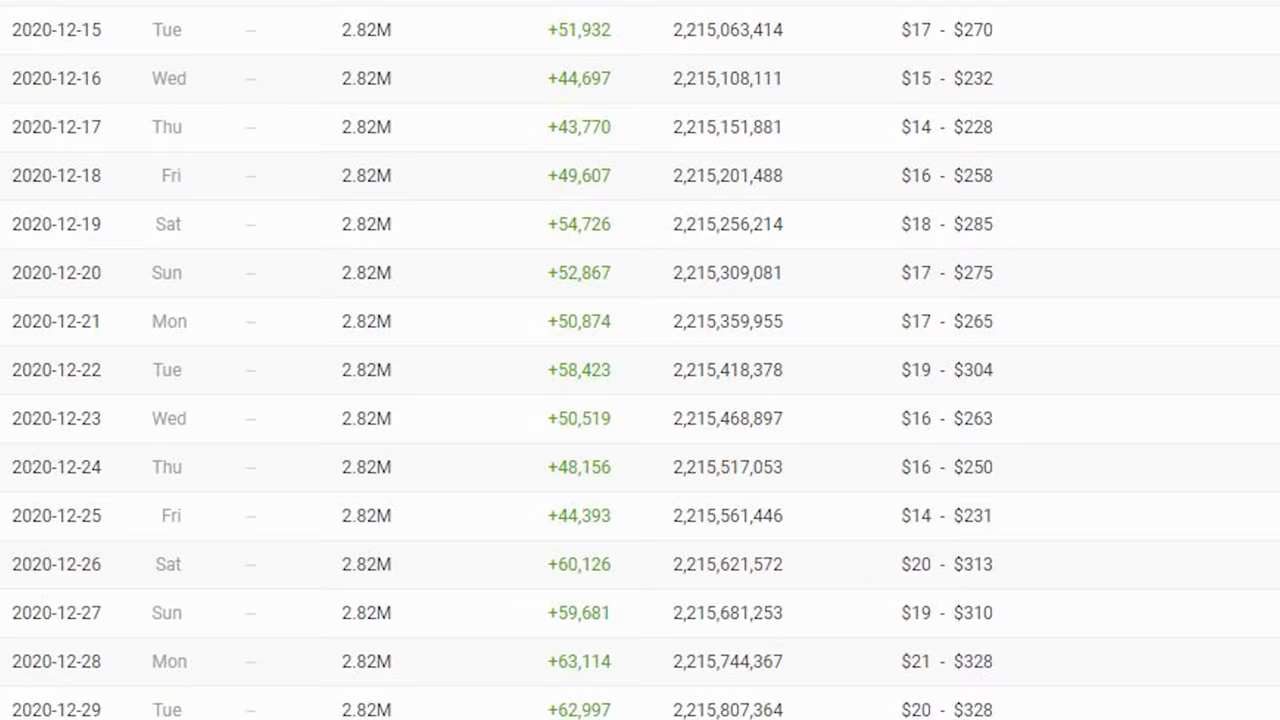 2020-12-15 Tue – 2.82M +51,932 2,215,063,414 $17 - $270
2020-12-16 Wed – 2.82M +44,697 2,215,108,111 $15 - $232
2020-12-17 Thu – 2.82M +43,770 2,215,151,881 $14 - $228
2020-12-18 Fri – 2.82M +49,607 2,215,201,488 $16 - $258
2020-12-19 Sat – 2.82M +54,726 2,215,256,214 $18 - $285
2020-12-20 Sun – 2.82M +52,867 2,215,309,081 $17 - $275
2020-12-21 Mon – 2.82M +50,874 2,215,359,955 $17 - $265
2020-12-22 Tue – 2.82M +58,423 2,215,418,378 $19 - $304
2020-12-23 Wed – 2.82M +50,519 2,215,468,897 $16 - $263
2020-12-24 Thu – 2.82M +48,156 2,215,517,053 $16 - $250
2020-12-25 Fri – 2.82M +44,393 2,215,561,446 $14 - $231
2020-12-26 Sat – 2.82M +60,126 2,215,621,572 $20 - $313
2020-12-27 Sun – 2.82M +59,681 2,215,681,253 $19 - $310
2020-12-28 Mon – 2.82M +63,114 2,215,744,367 $21 - $328
2020-12-29 Tue – 2.82M +62,997 2,215,807,364 $20 - $328